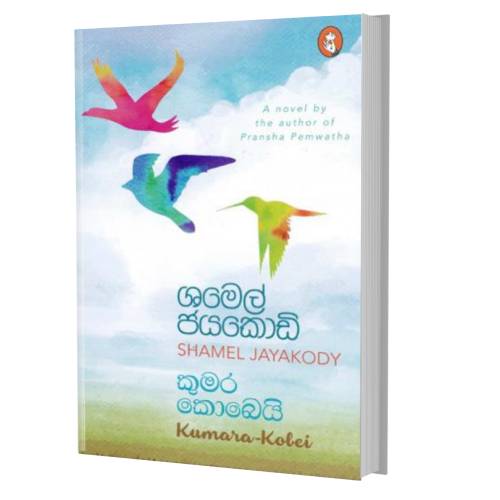 A novel by
the author of
Pransha Pemwatha
ශමෙල්
ජයකොඩි
SHAMEL JAYAKODY
කුමර
කොබෙයි
Kumara-Kobei